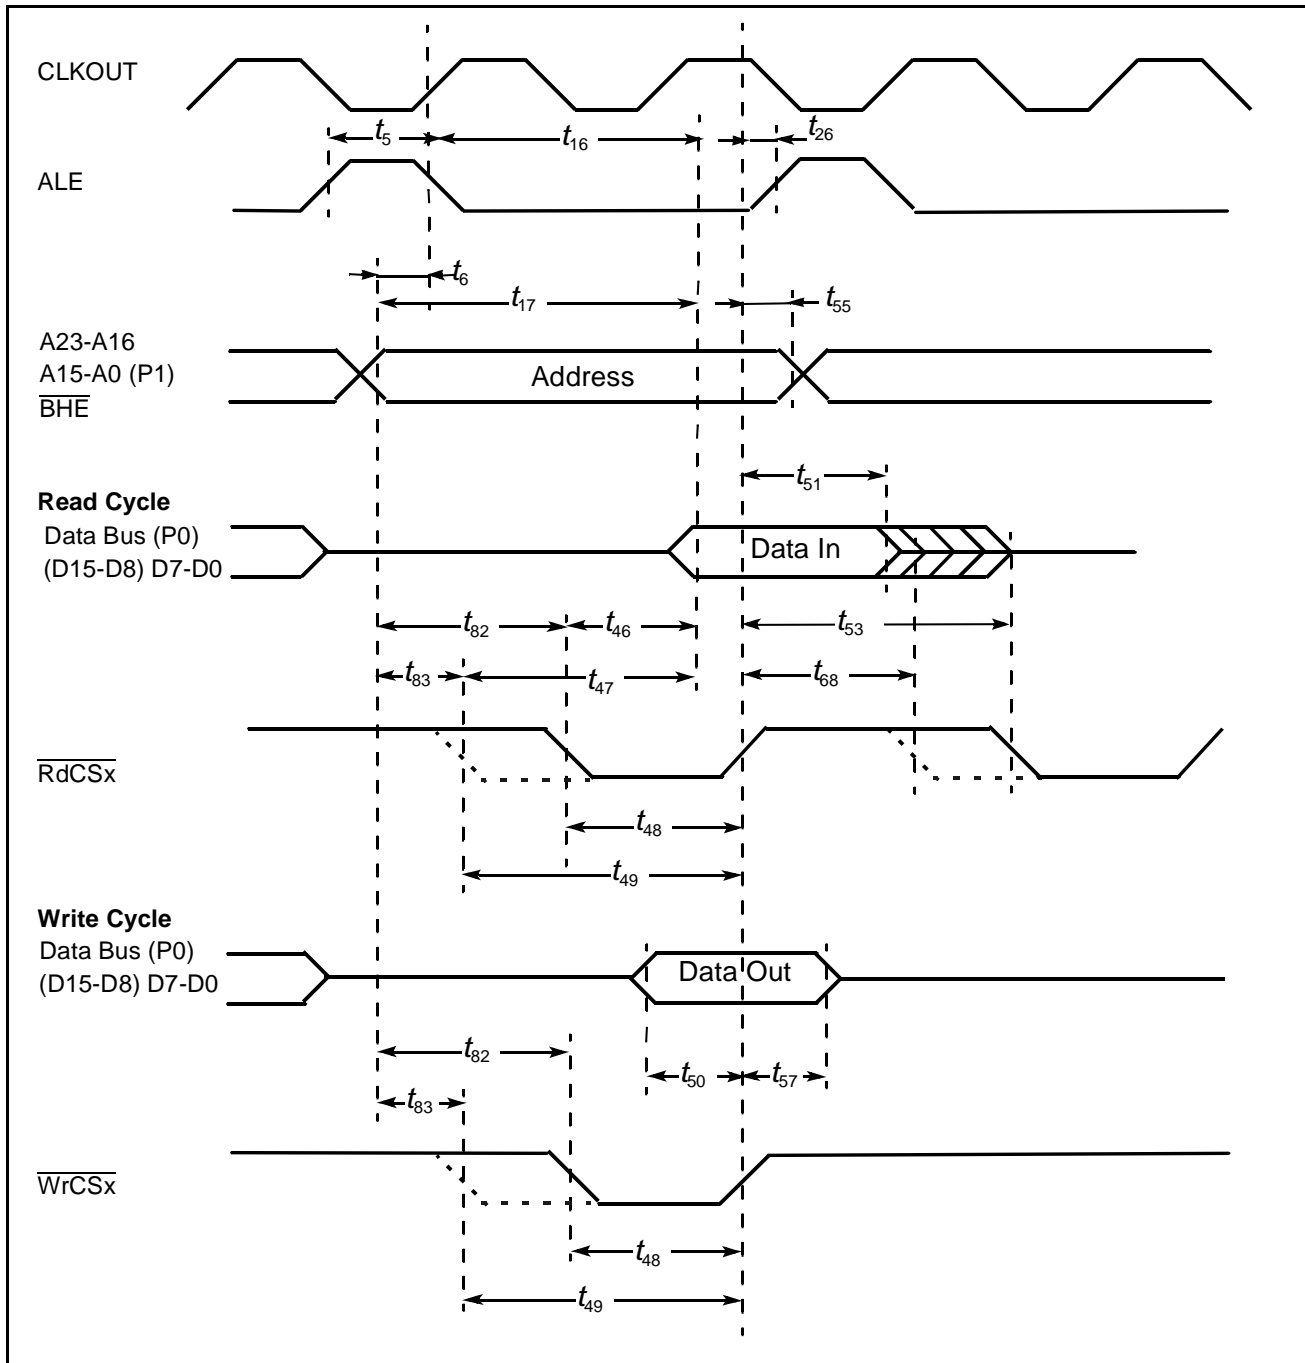 CLKOUT
t5
t16
t26
ALE
t6
t17
t55
A23-A16
A15-A0 (P1)
Address
BHE
t51
Read Cycle
Data Bus (P0)
Data In
(D15-D8) D7-D0
t82
t46
t53
t83
t47
t68
RdCSx
t48
t49
Write Cycle
Data Bus (P0)
Data Out
(D15-D8) D7-D0
t82
t50
t57
t83
WrCSx
t48
t49